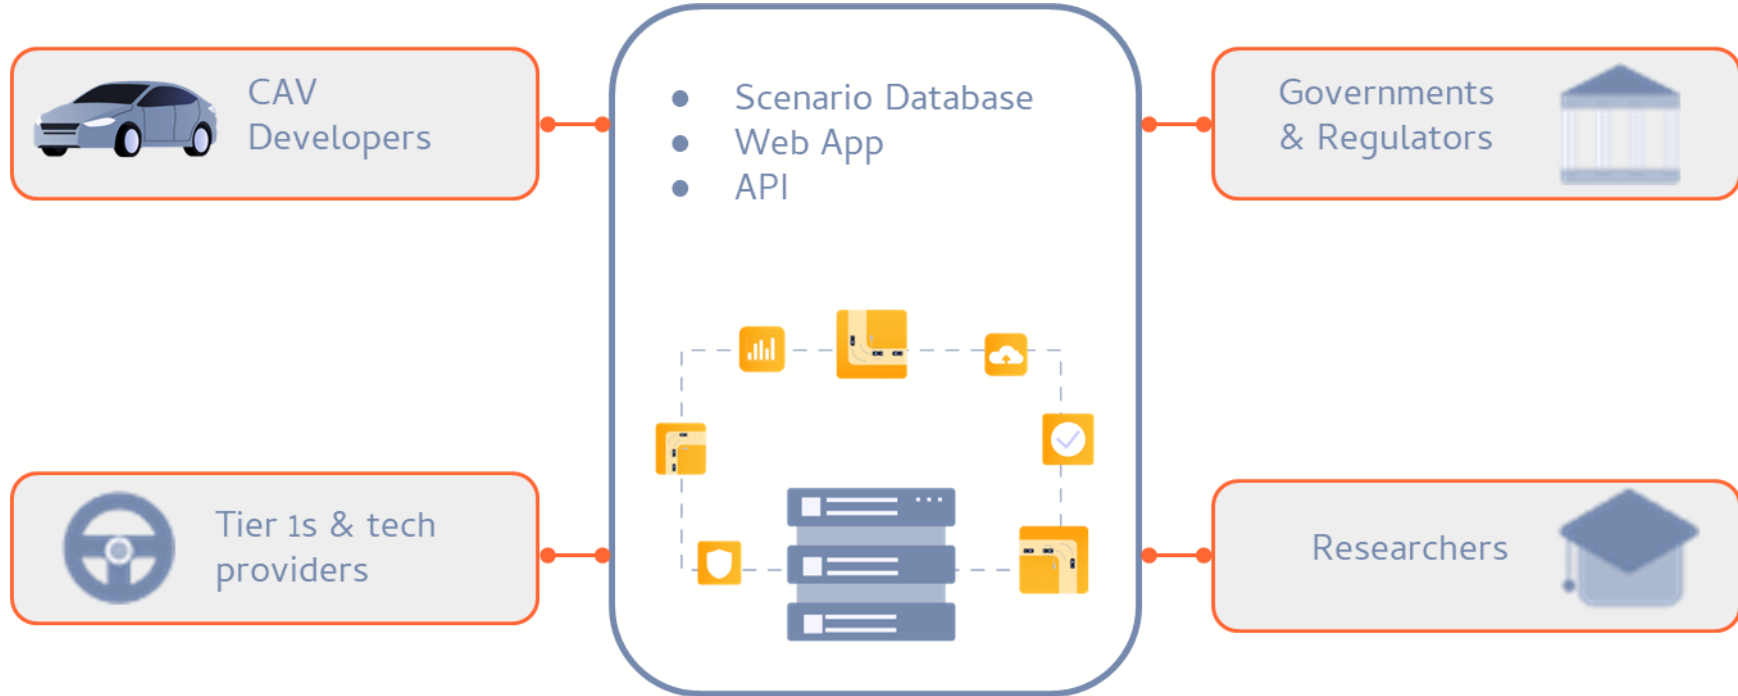 CAV
Developers
Scenario Database
Web App
API
Governments
& Regulators
Tier 1s & tech
providers
Researchers